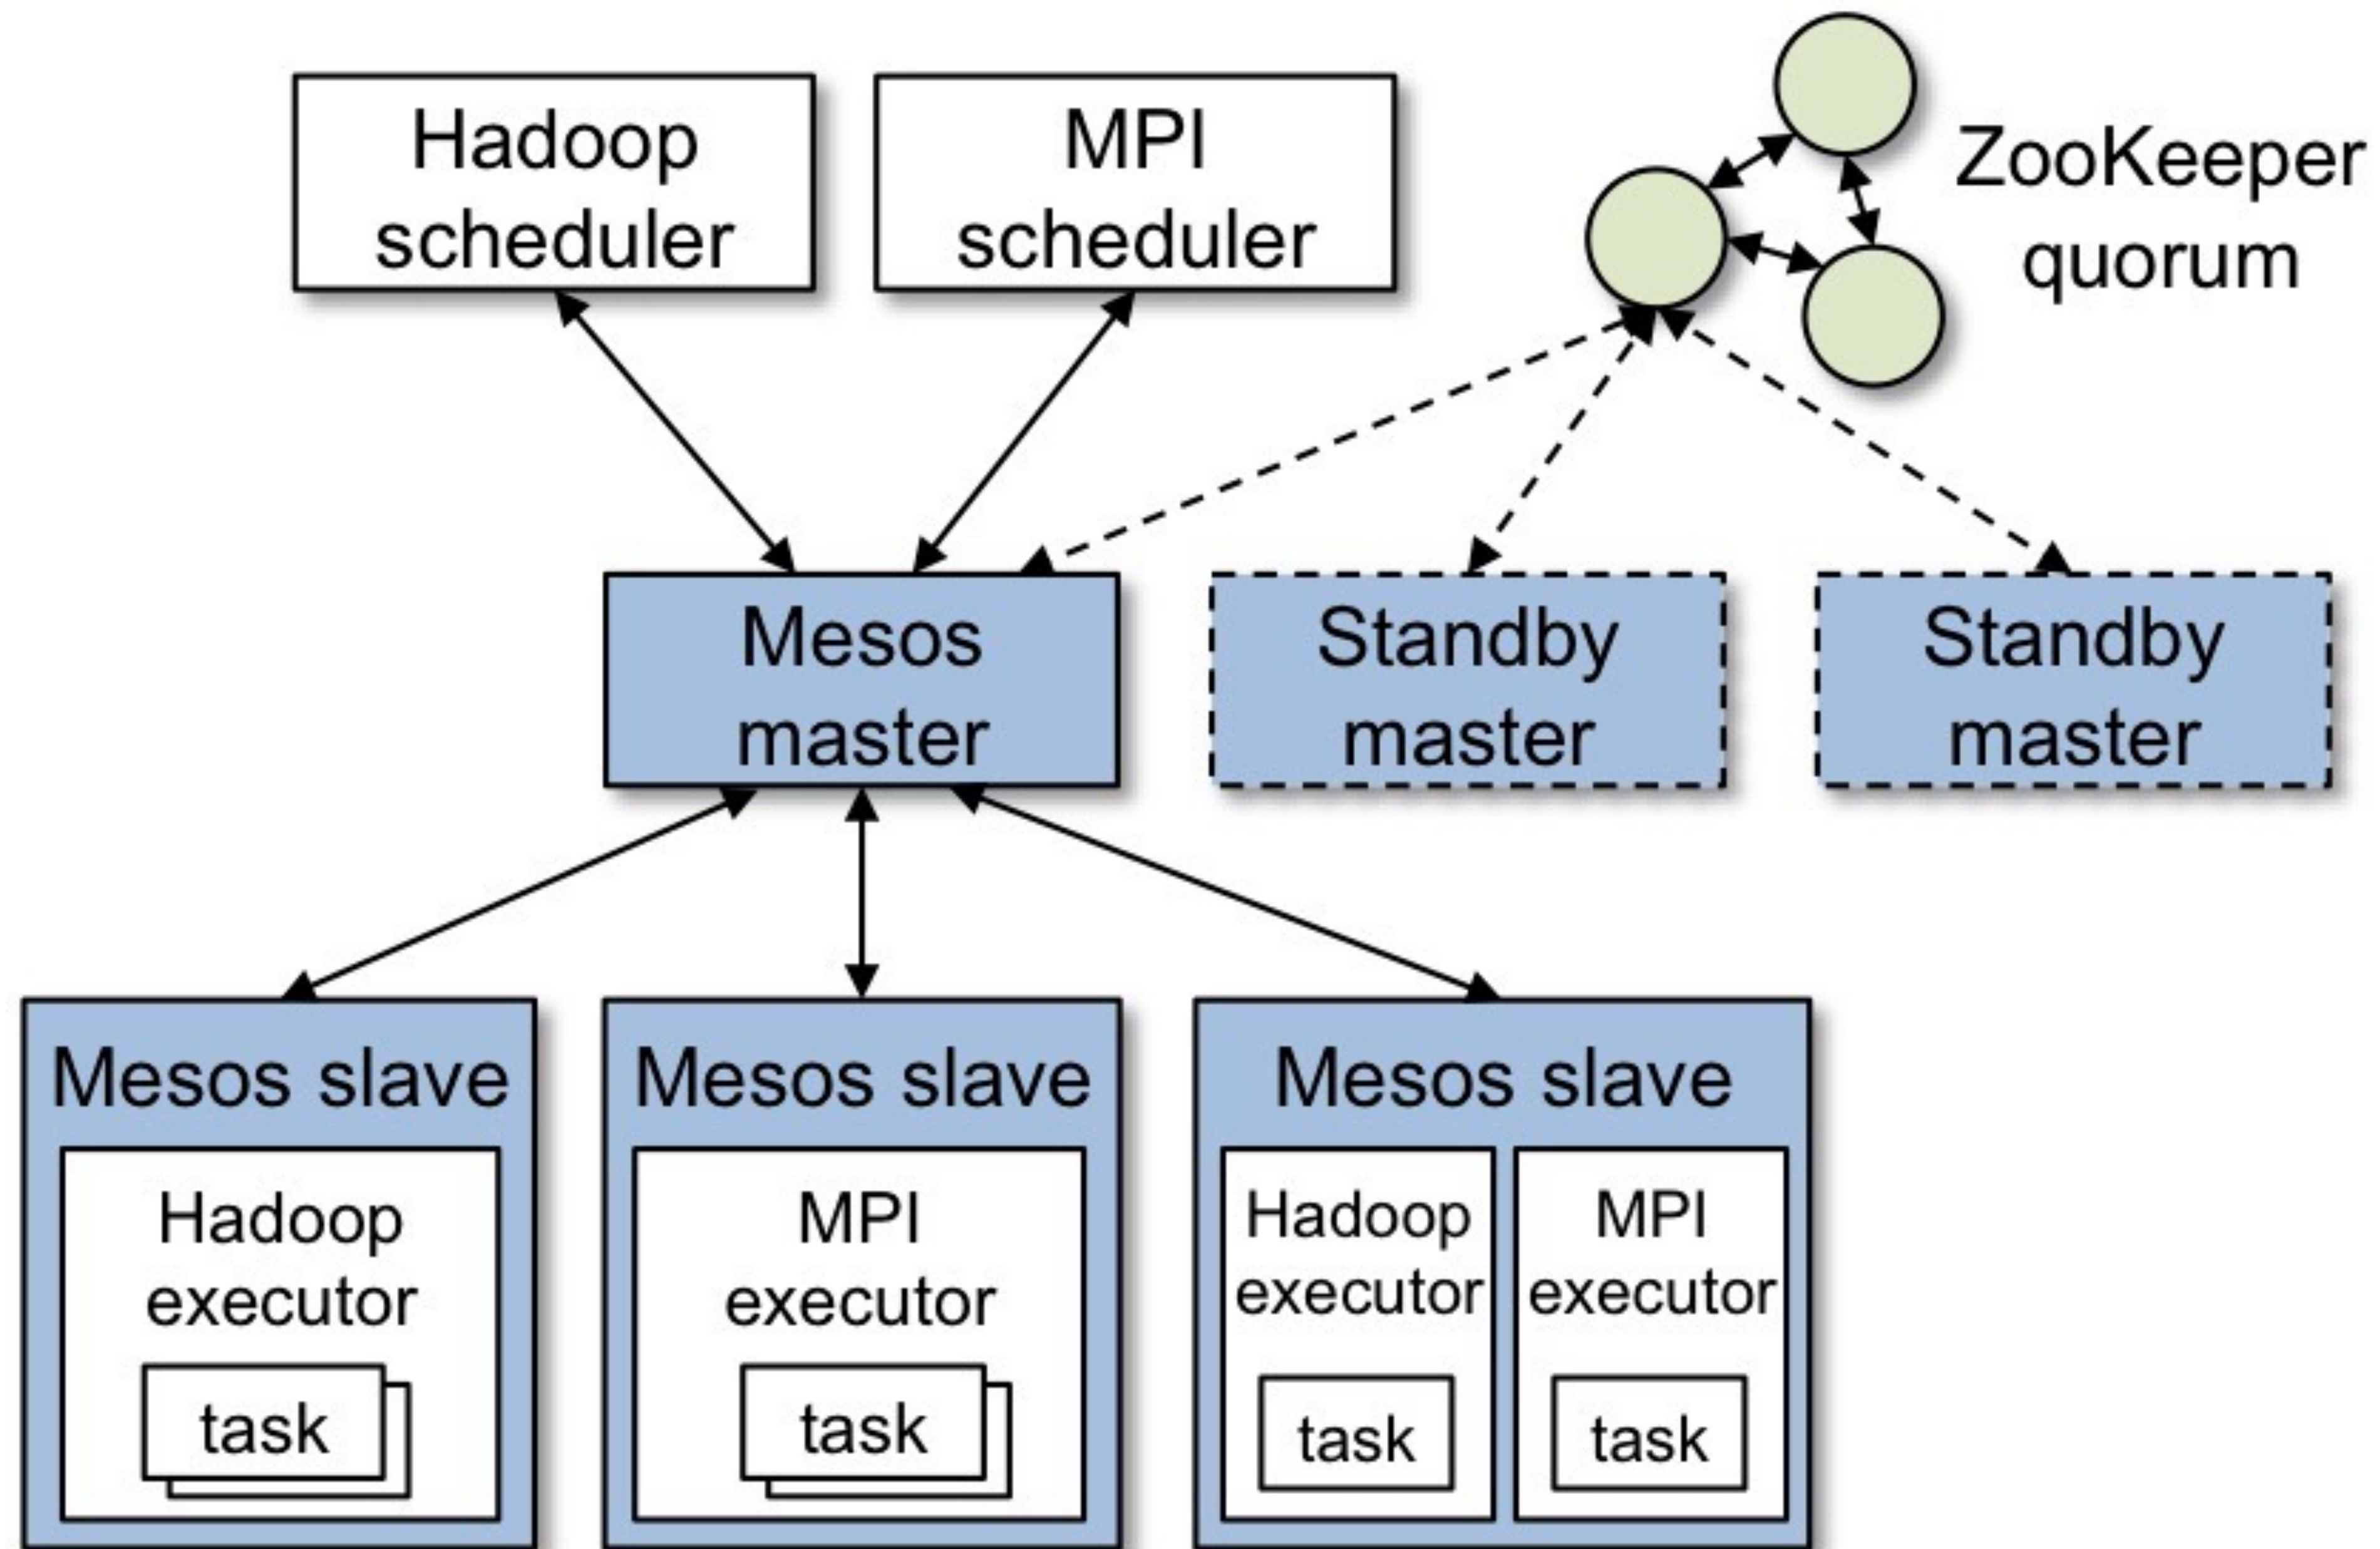 Hadoop
scheduler
MPI
scheduler
ZooKeeper
quorum
Mesos
master
Standby
master
Standby
master
Mesos slave
Hadoop
executor
task
Mesos slave
MPI
executor
task
Mesos slave
Hadoop
executor
task
MPI
executor
task